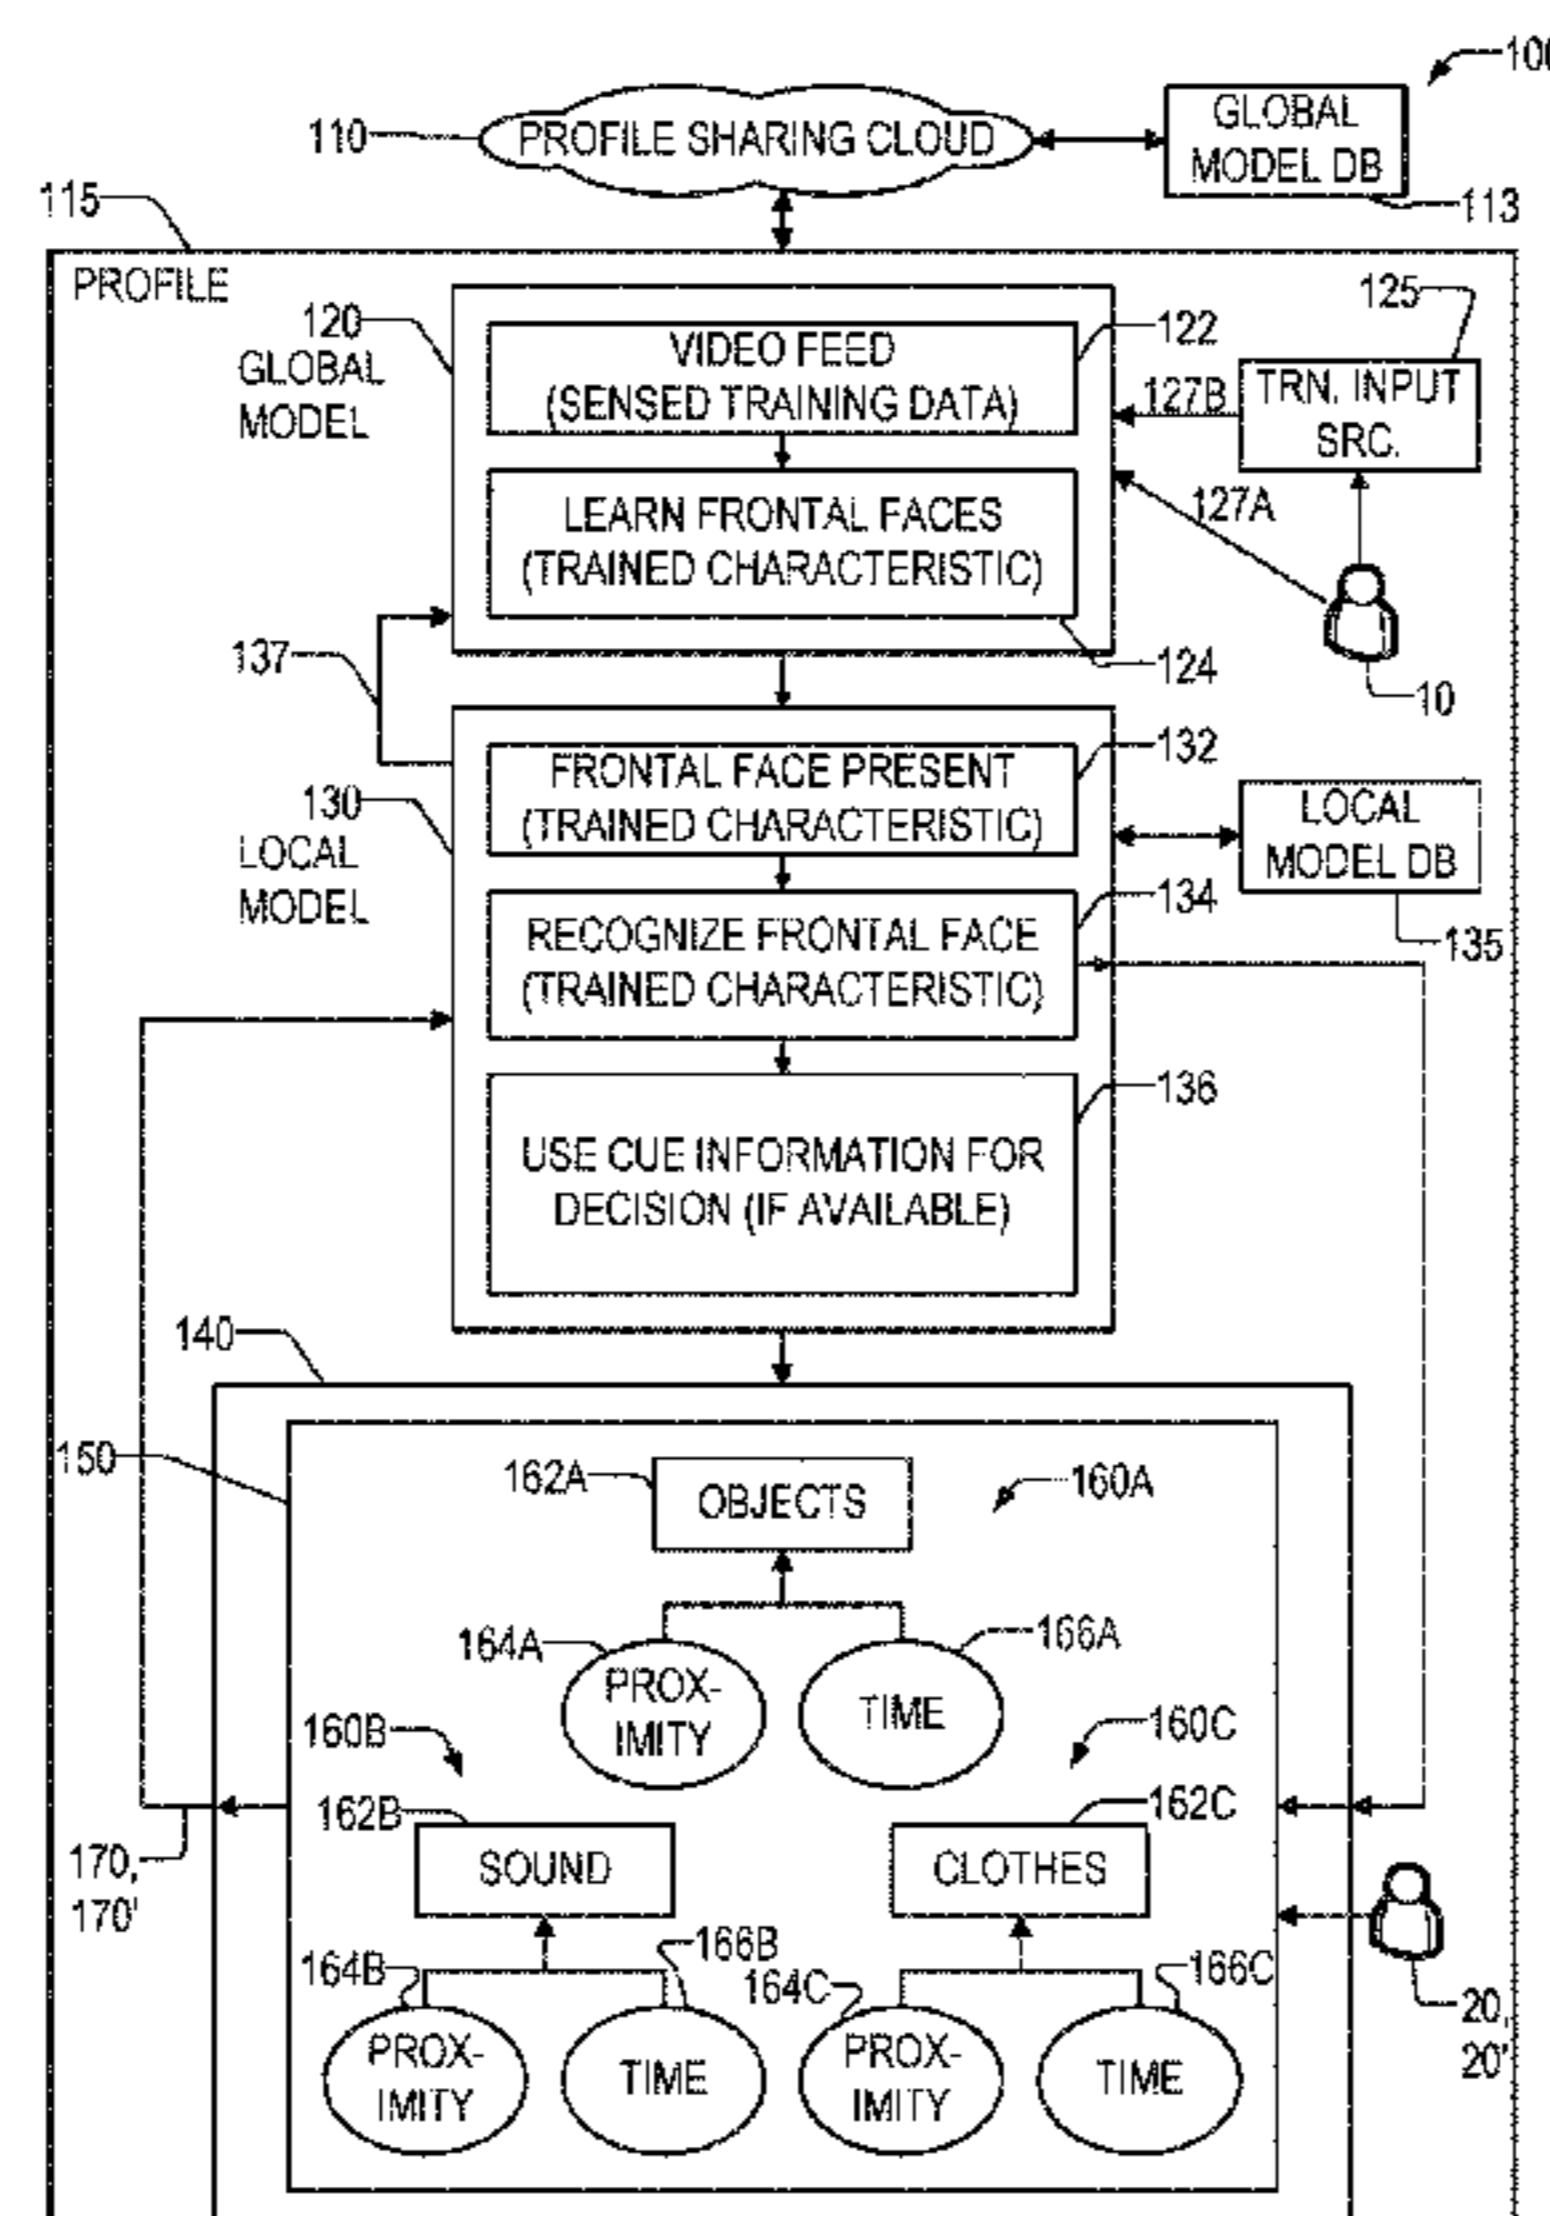 100
110
PROFILE SHARING CLOUD
GLOBAL
MODEL DB
113
115
PROFILE
120
GLOBAL
MODEL
VIDEO FEED
(SENSED TRAINING DATA)
122
125
127B
TRN. INPUT
SRC.
LEARN FRONTAL FACES
(TRAINED CHARACTERISTIC)
127A
137
124
10
FRONTAL FACE PRESENT
(TRAINED CHARACTERISTIC)
132
130
LOCAL
MODEL
LOCAL
MODEL DB
RECOGNIZE FRONTAL FACE
(TRAINED CHARACTERISTIC)
134
135
USE CUE INFORMATION FOR
DECISION (IF AVAILABLE)
136
140
150
162A
OBJECTS
160A
164A
PROX-
IMITY
166A
TIME
160B
160C
162B
SOUND
162C
CLOTHES
170,
170'
164B
166B
164C
166C
PROX-
IMITY
TIME
PROX-
IMITY
TIME
20,
20'